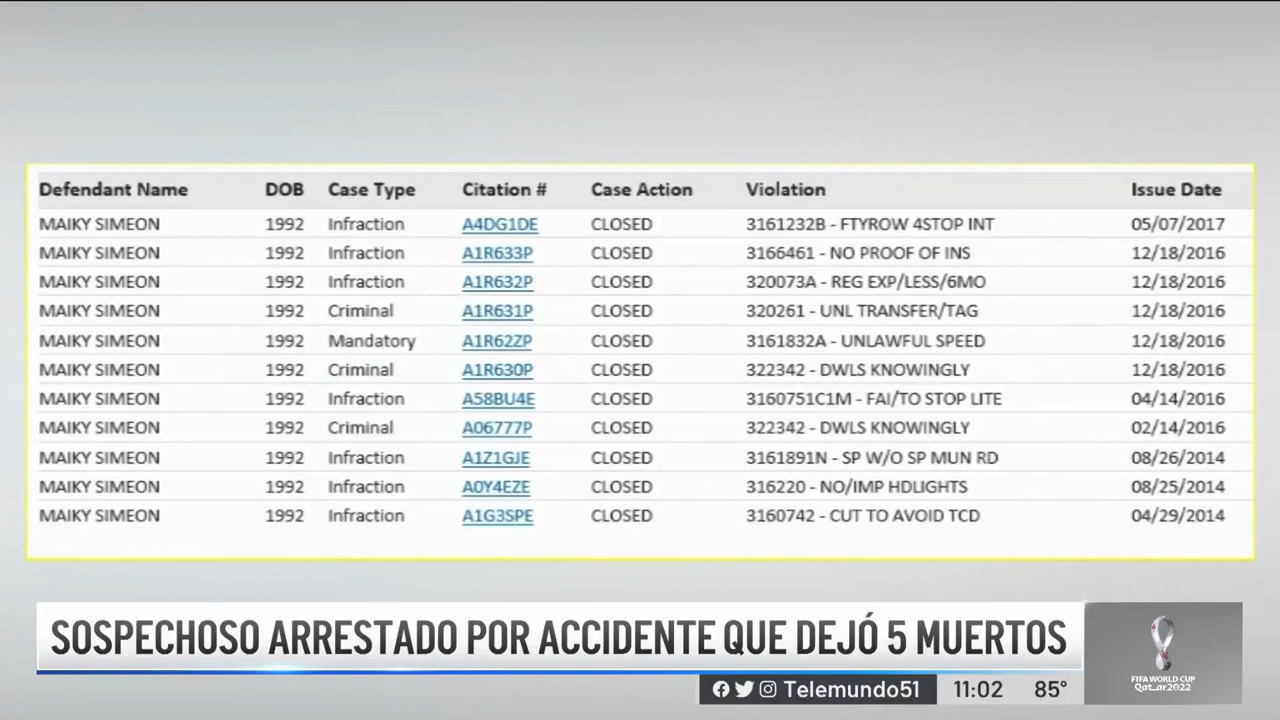 Defendant Name DOB Case Type Citation # Case Action Violation Issue Date
MAIKY SIMEON 1992 Infraction A4DG1DE CLOSED 3161232B - FTYROW 4STOP INT 05/07/2017
MAIKY SIMEON 1992 Infraction A1R633P CLOSED 3166461 - NO PROOF OF INS 12/18/2016
MAIKY SIMEON 1992 Infraction A1R632P CLOSED 320073A - REG EXP/LESS/6MO 12/18/2016
MAIKY SIMEON 1992 Criminal A1R631P CLOSED 320261 - UNL TRANSFER/TAG 12/18/2016
MAIKY SIMEON 1992 Mandatory A1R62ZP CLOSED 3161832A - UNLAWFUL SPEED 12/18/2016
MAIKY SIMEON 1992 Criminal A1R630P CLOSED 322342 - DWLS KNOWINGLY 12/18/2016
MAIKY SIMEON 1992 Infraction A58BU4E CLOSED 3160751C1M - FAI/TO STOP LITE 04/14/2016
MAIKY SIMEON 1992 Criminal A06777P CLOSED 322342 - DWLS KNOWINGLY 02/14/2016
MAIKY SIMEON 1992 Infraction A1Z1GJE CLOSED 3161891N - SP W/O SP MUN RD 08/26/2014
MAIKY SIMEON 1992 Infraction A0Y4EZE CLOSED 316220 - NO/IMP HDLIGHTS 08/25/2014
MAIKY SIMEON 1992 Infraction A1G3SPE CLOSED 3160742 - CUT TO AVOID TCD 04/29/2014
SOSPECHOSO ARRESTADO POR ACCIDENTE QUE DEJÓ 5 MUERTOS
FIFA WORLD CUP
Qatar2022
Telemundo51 11:02 85°